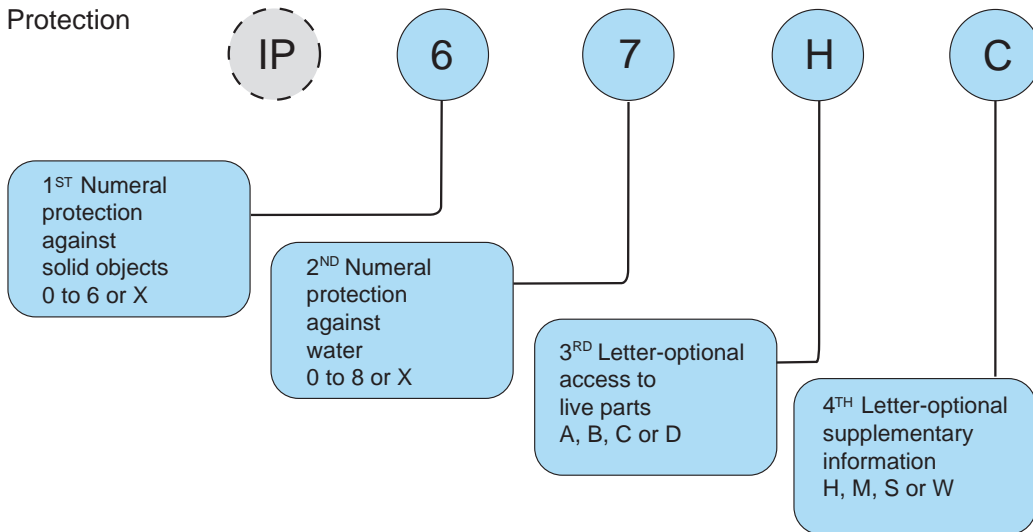 Protection
IP 6 7 H C
1ST Numeral
protection
against
solid objects
0 to 6 or X
2ND Numeral
protection
against
water
0 to 8 or X
3RD Letter-optional
access to
live parts
A, B, C or D
4TH Letter-optional
supplementary
information
H, M, S or W